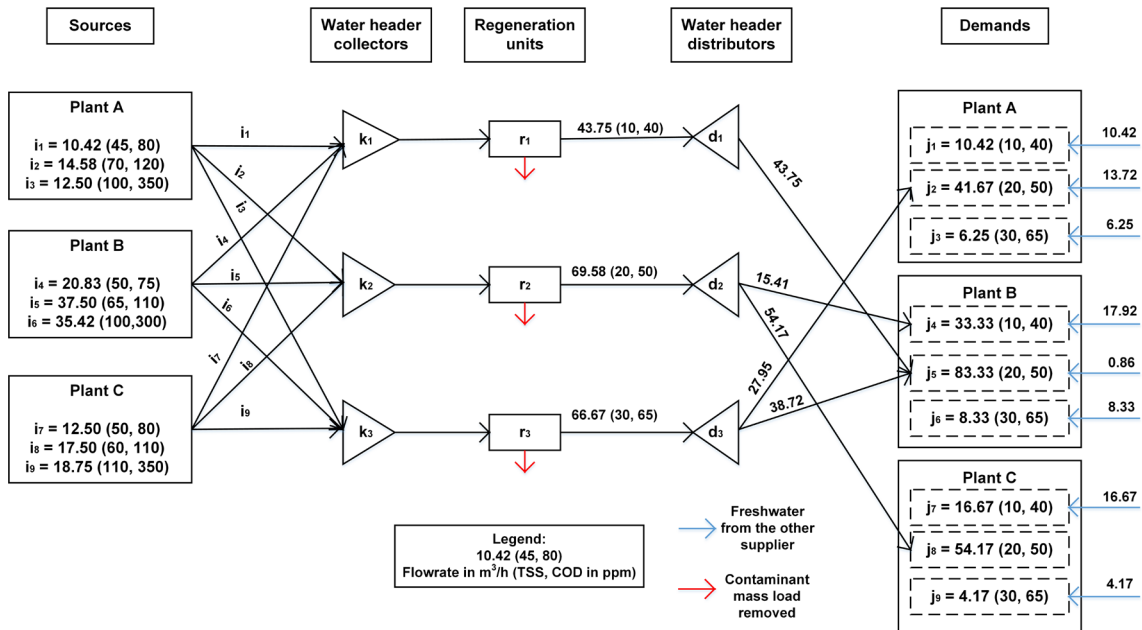 Sources
Water header
collectors
Regeneration
units
Water header
distributors
Demands
Plant A
i₁ = 10.42 (45, 80)
i₂ = 14.58 (70, 120)
i₃ = 12.50 (100, 350)
Plant B
i₄ = 20.83 (50, 75)
i₅ = 37.50 (65, 110)
i₆ = 35.42 (100,300)
Plant C
i₇ = 12.50 (50, 80)
i₈ = 17.50 (60, 110)
i₉ = 18.75 (110, 350)
i₁
i₂
i₃
i₄
i₅
i₆
i₇
i₈
i₉
k₁
k₂
k₃
r₁
r₂
r₃
43.75 (10, 40)
69.58 (20, 50)
66.67 (30, 65)
d₁
d₂
d₃
43.75
15.41
54.17
27.95
38.72
Plant A
j₁ = 10.42 (10, 40)
j₂ = 41.67 (20, 50)
j₃ = 6.25 (30, 65)
Plant B
j₄ = 33.33 (10, 40)
j₅ = 83.33 (20, 50)
j₆ = 8.33 (30, 65)
Plant C
j₇ = 16.67 (10, 40)
j₈ = 54.17 (20, 50)
j₉ = 4.17 (30, 65)
10.42
13.72
6.25
17.92
0.86
8.33
16.67
4.17
Legend:
10.42 (45, 80)
Flowrate in m³/h (TSS, COD in ppm)
Freshwater
from the other
supplier
Contaminant
mass load
removed